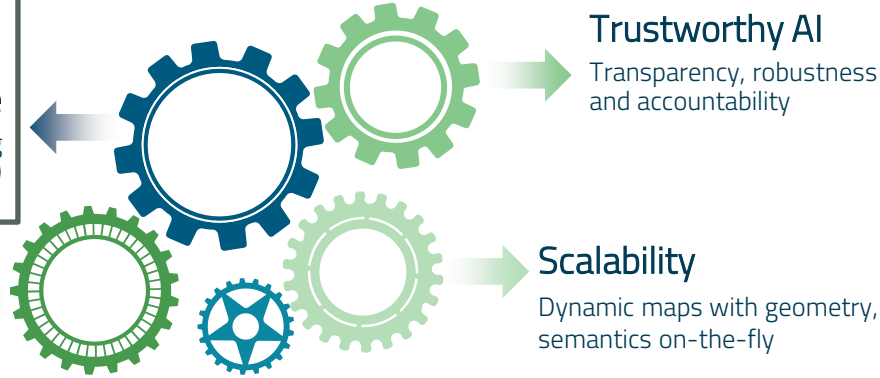 Trustworthy AI
Transparency, robustness
and accountability
Scalability
Dynamic maps with geometry,
semantics on-the-fly